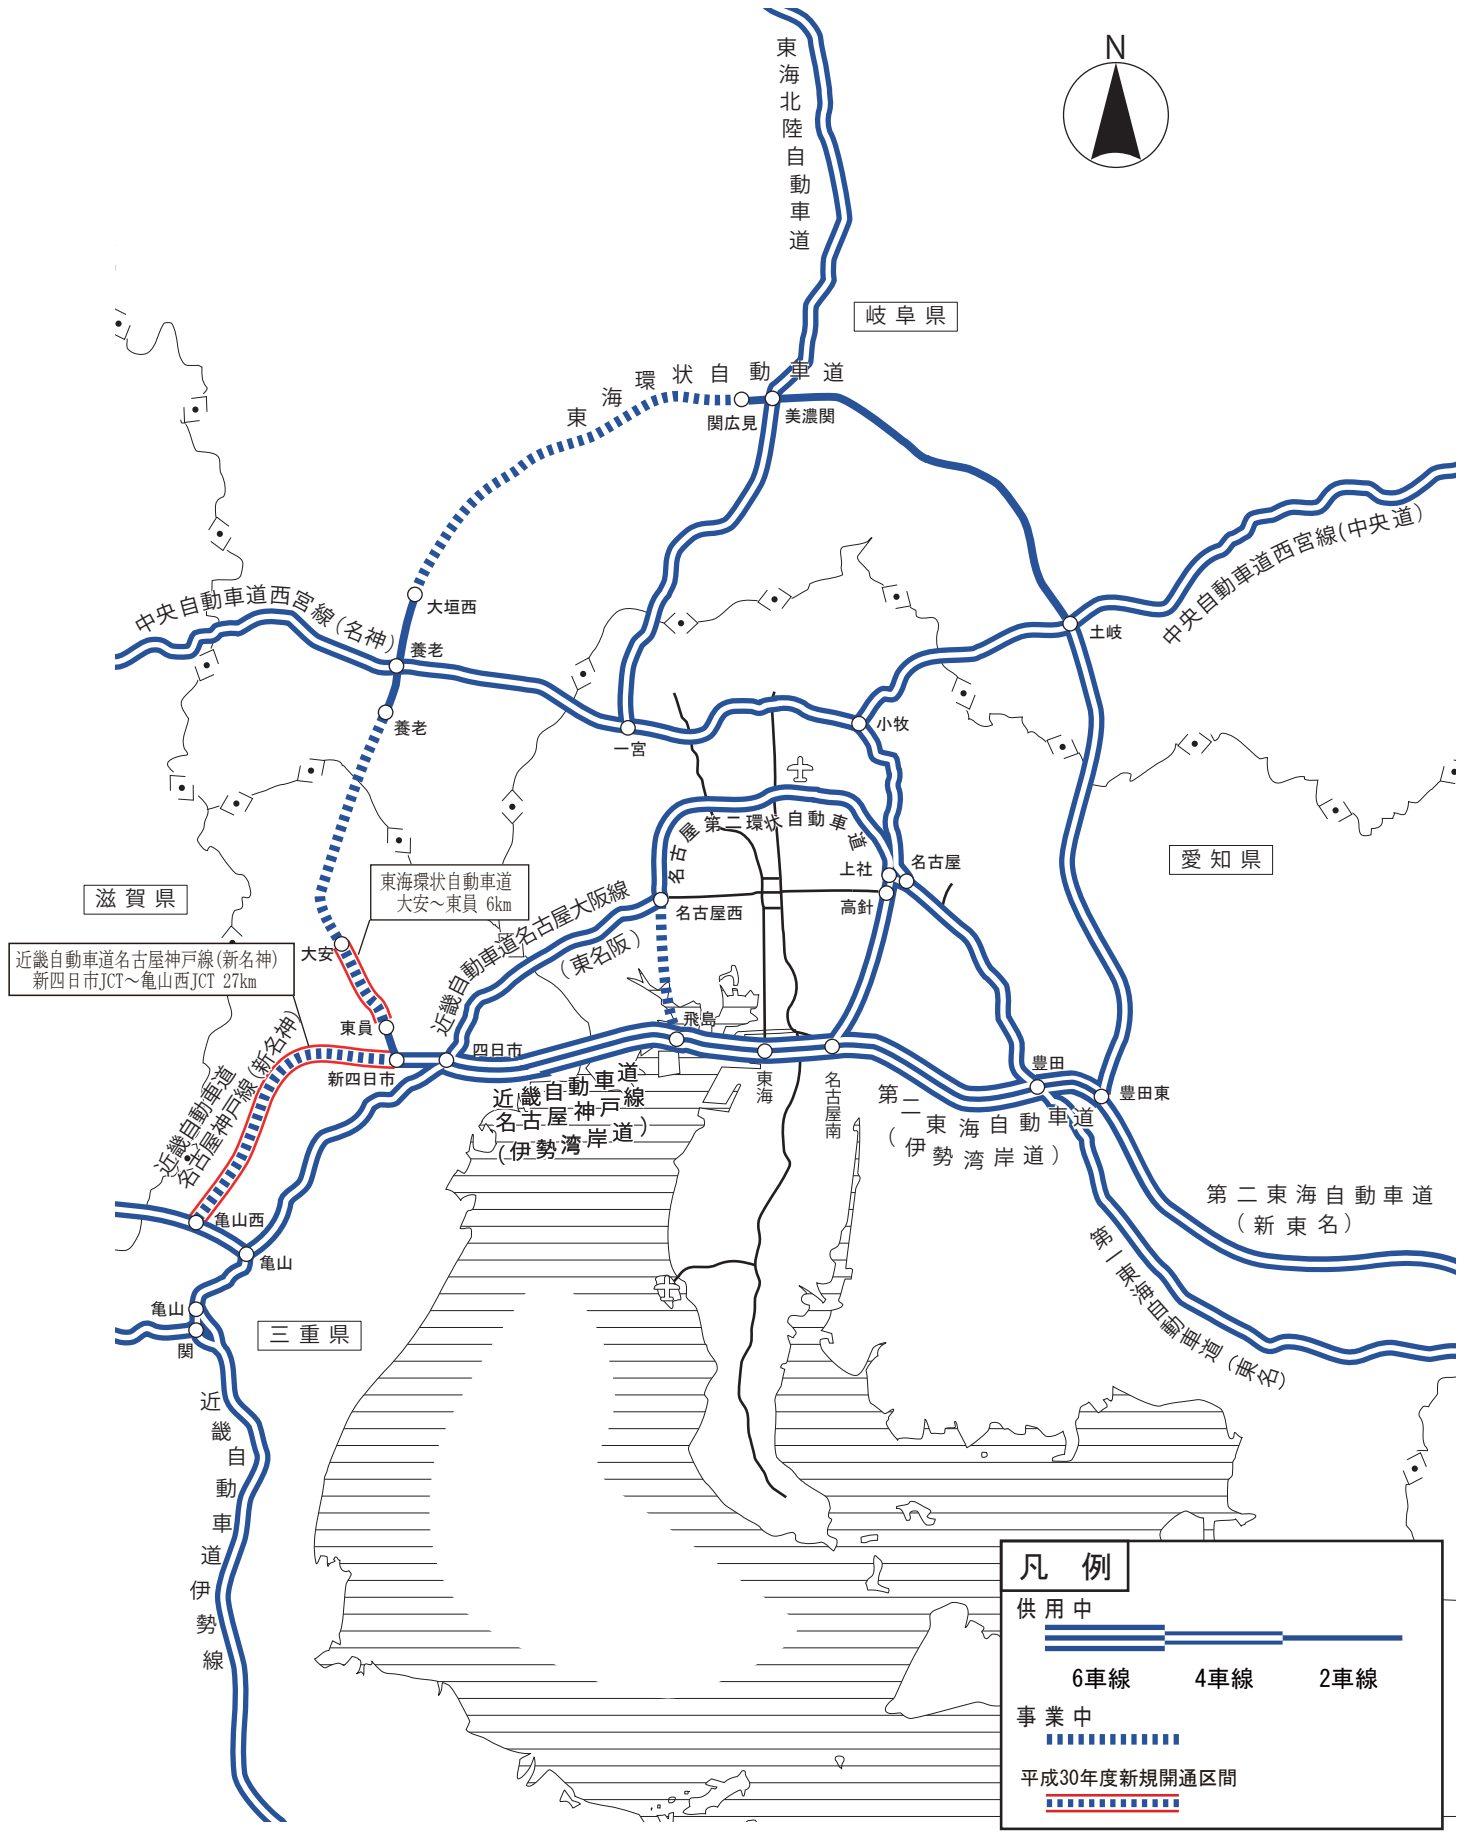 N
東海北陸自動車道
岐阜県
東海環状自動車道
関広見
美濃関
中央自動車道西宮線(中央道)
大垣西
中央自動車道西宮線(名神)
養老
土岐
養老
小牧
一宮
名古屋第二環状自動車道
愛知県
上社
名古屋
滋賀県
東海環状自動車道
大安～東員 6km
高針
名古屋西
近畿自動車道名古屋大阪線
(東名阪)
大安
近畿自動車道名古屋神戸線(新名神)
新四日市JCT～亀山西JCT 27km
東員
飛島
四日市
新四日市
豊田
豊田東
東海
名古屋南
近畿自動車道
名古屋神戸線
(伊勢湾岸道)
第二東海自動車道
(伊勢湾岸道)
近畿自動車道
名古屋神戸線(新名神)
第二東海自動車道
(新東名)
亀山西
亀山
第一東海自動車道(東名)
亀山
三重県
関
近畿自動車道伊勢線
凡例
供用中
6車線 4車線 2車線
事業中
平成30年度新規開通区間